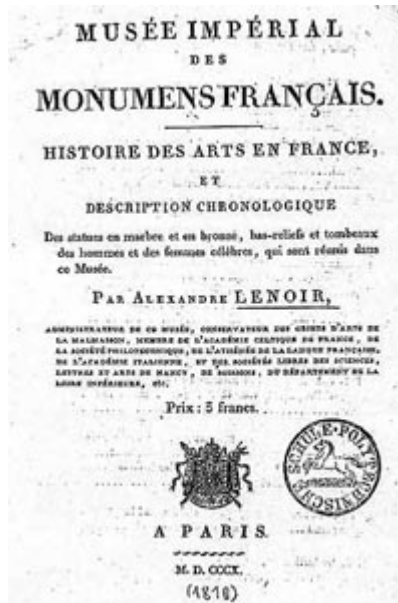 MUSÉE IMPÉRIAL
DES
MONUMENS FRANÇAIS.
HISTOIRE DES ARTS EN FRANCE,
ET
DESCRIPTION CHRONOLOGIQUE
Des statues en marbre et en bronze, bas-reliefs et tombeaux
des hommes et des femmes célèbres, qui sont réunis dans
ce Musée.
PAR ALEXANDRE LENOIR,
ADMINISTRATEUR DE CE MUSÉE, CONSERVATEUR DES OBJETS D'ARTS DE
LA MALMAISON, MEMBRE DE L'ACADÉMIE CELTIQUE DE FRANCE, DE
LA SOCIÉTÉ PHILOTECHNIQUE, DE L'ATHÉNÉE DE LA LANGUE FRANÇAISE,
DE L'ACADÉMIE ITALIENNE, ET DES SOCIÉTÉS LIBRES DES SCIENCES,
LETTRES ET ARTS DE NANCY, DE SOISSONS, DU DÉPARTEMENT DE LA
LOIRE INFÉRIEURE, etc.
Prix : 5 francs.
SCHULE POLYTECHNISCH
A PARIS.
M. D. CCCX.
(1810)